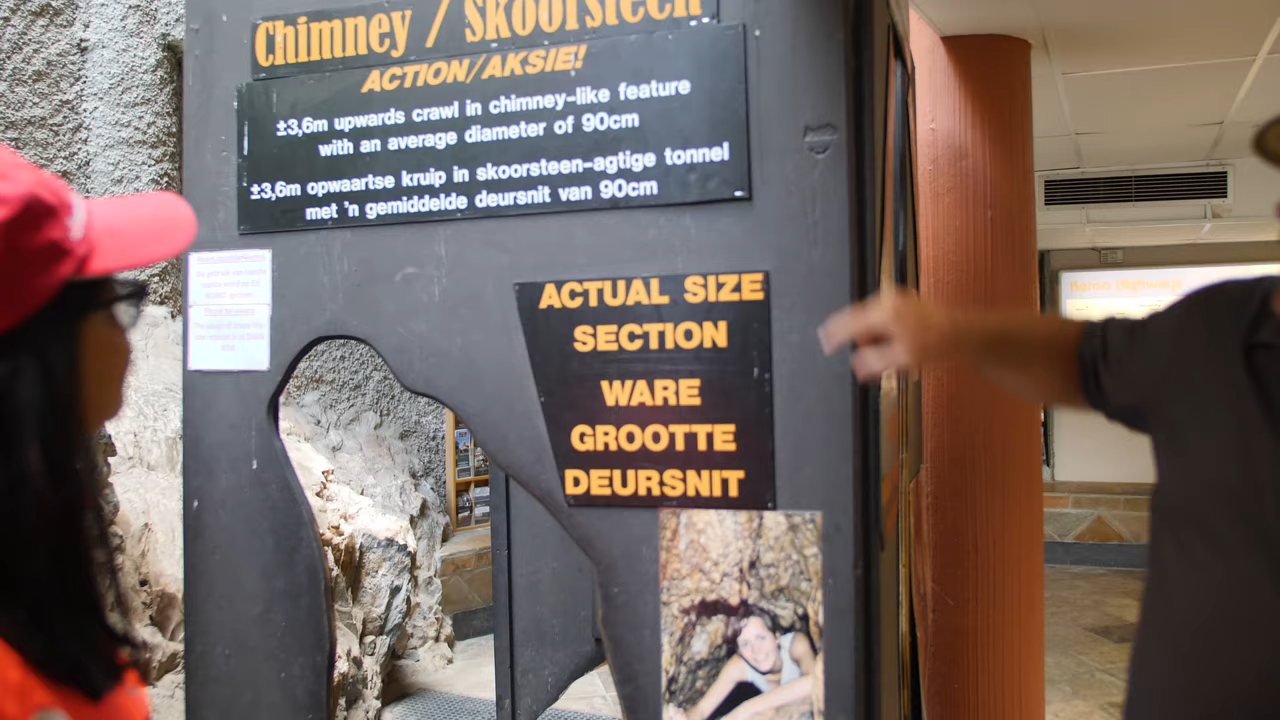 Chimney / Skoorsteen
ACTION/AKSIE!
±3,6m upwards crawl in chimney-like feature
with an average diameter of 90cm
±3,6m opwaartse kruip in skoorsteen-agtige tonnel
met 'n gemiddelde deursnit van 90cm
ACTUAL SIZE
SECTION
WARE
GROOTTE
DEURSNIT